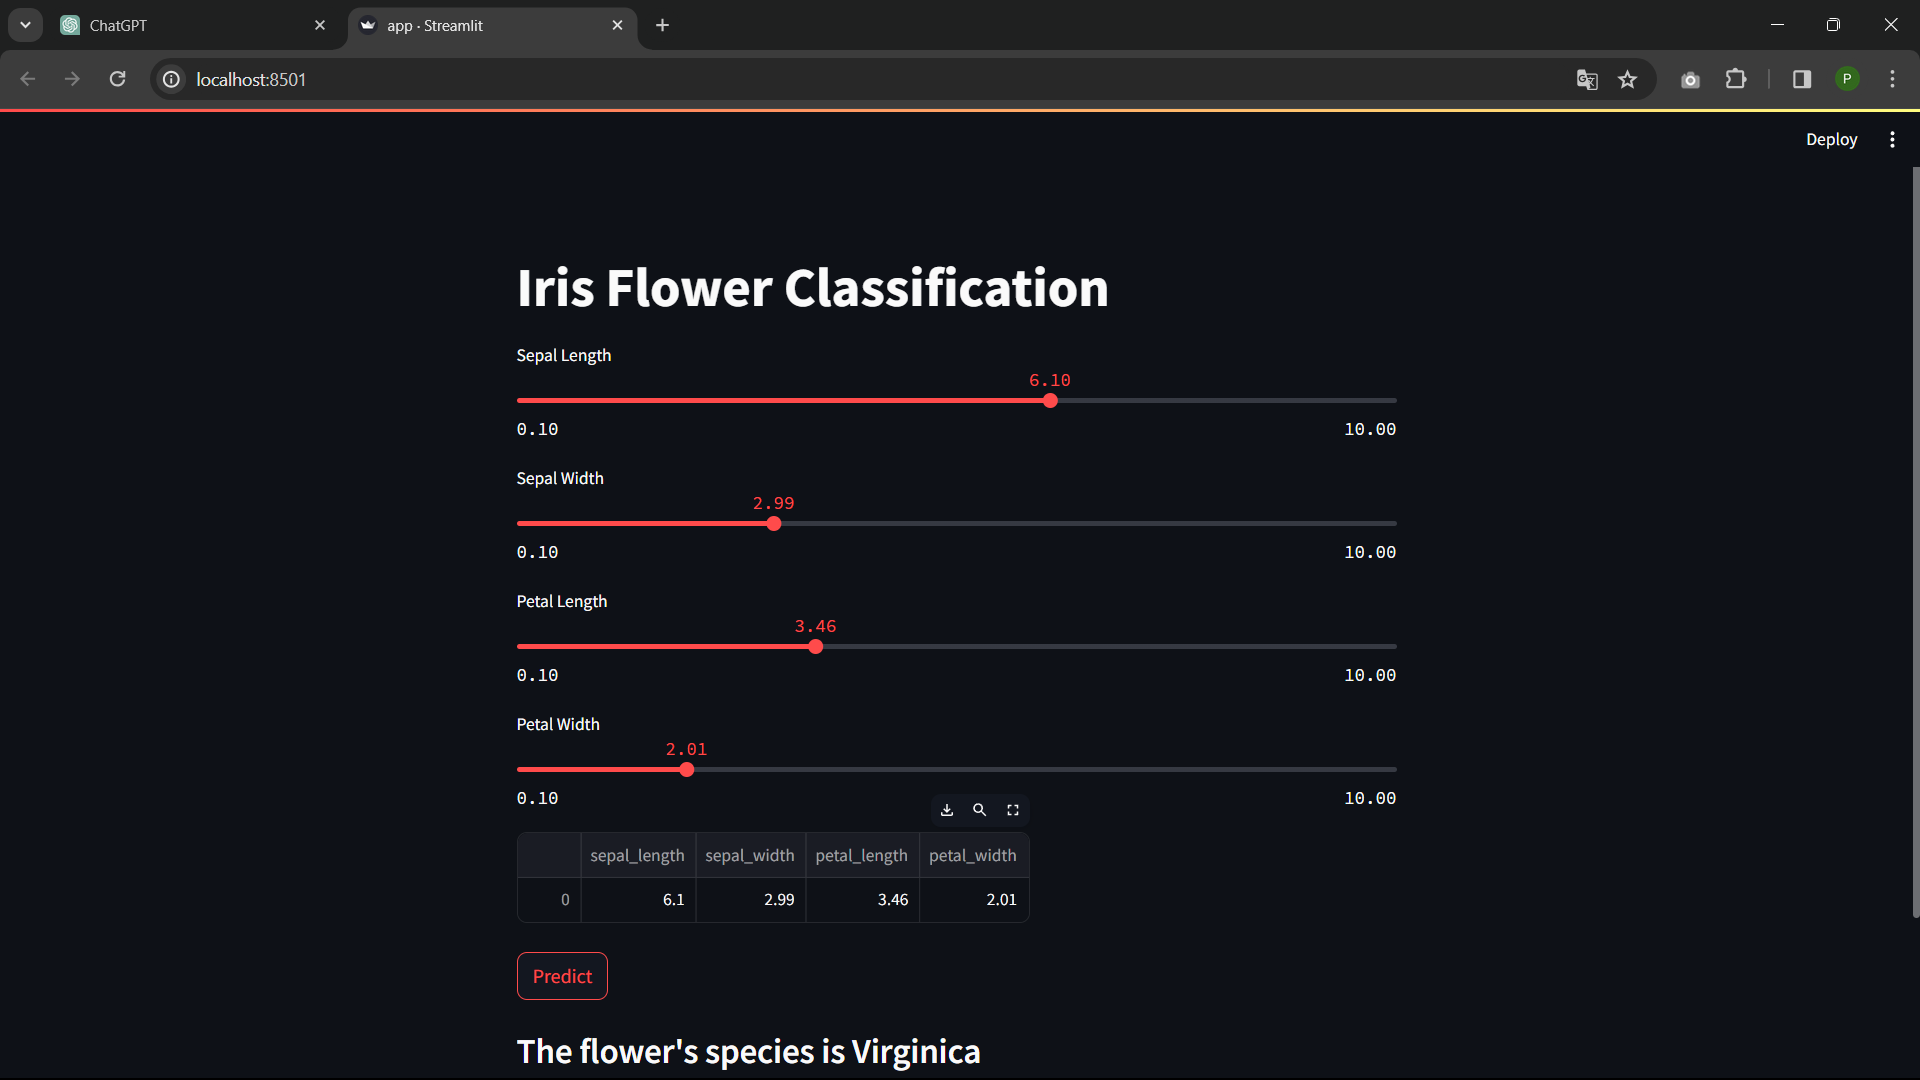 ChatGPT
app · Streamlit
localhost:8501
P
Deploy
Iris Flower Classification
Sepal Length
6.10
0.10 10.00
Sepal Width
2.99
0.10 10.00
Petal Length
3.46
0.10 10.00
Petal Width
2.01
0.10 10.00
sepal_length sepal_width petal_length petal_width
0 6.1 2.99 3.46 2.01
Predict
The flower's species is Virginica